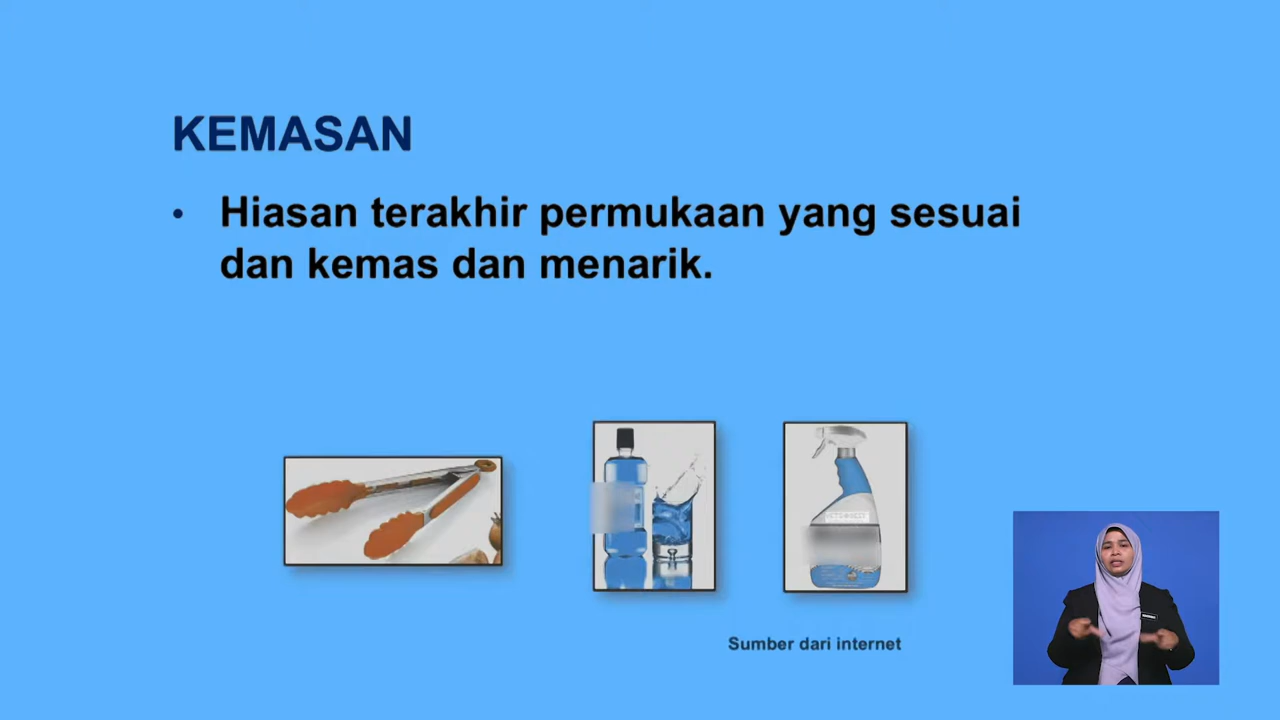 KEMASAN
• Hiasan terakhir permukaan yang sesuai
dan kemas dan menarik.
Sumber dari internet